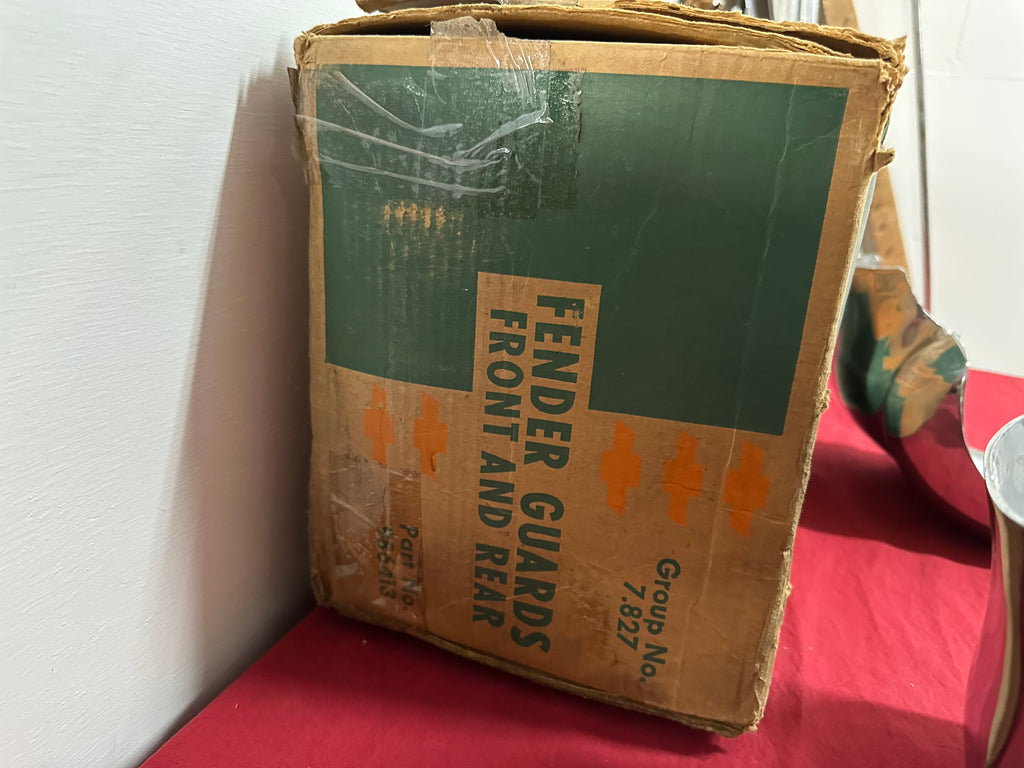 FENDER GUARDS
FRONT AND REAR
Group No.
7.827
Part No.